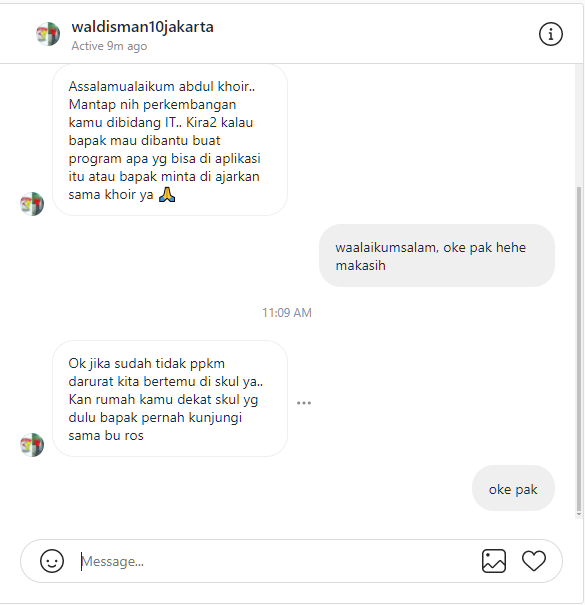 waldisman10jakarta
Active 9m ago
Assalamualaikum abdul khoir..
Mantap nih perkembangan
kamu dibidang IT.. Kira2 kalau
bapak mau dibantu buat
program apa yg bisa di aplikasi
itu atau bapak minta di ajarkan
sama khoir ya 🙏
waalaikumsalam, oke pak hehe
makasih
11:09 AM
Ok jika sudah tidak ppkm
darurat kita bertemu di skul ya..
Kan rumah kamu dekat skul yg
dulu bapak pernah kunjungi
sama bu ros
oke pak
Message...